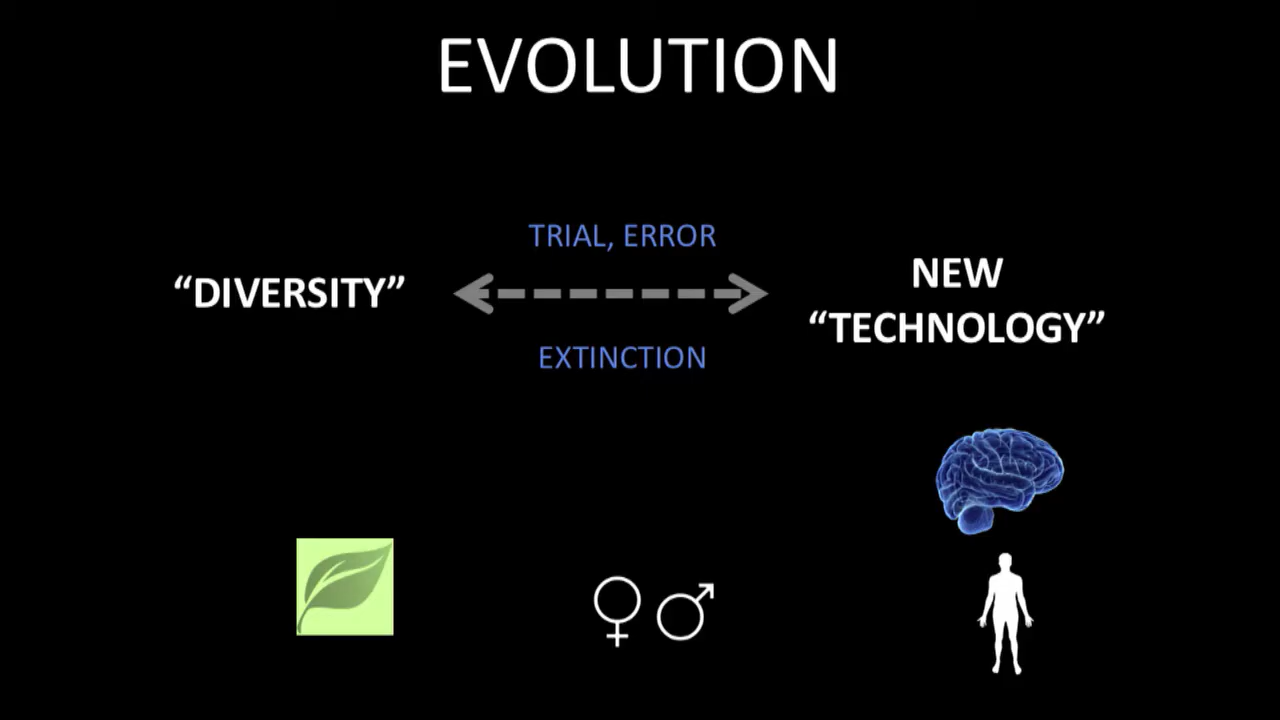 EVOLUTION
TRIAL, ERROR
“DIVERSITY”
NEW
“TECHNOLOGY”
EXTINCTION